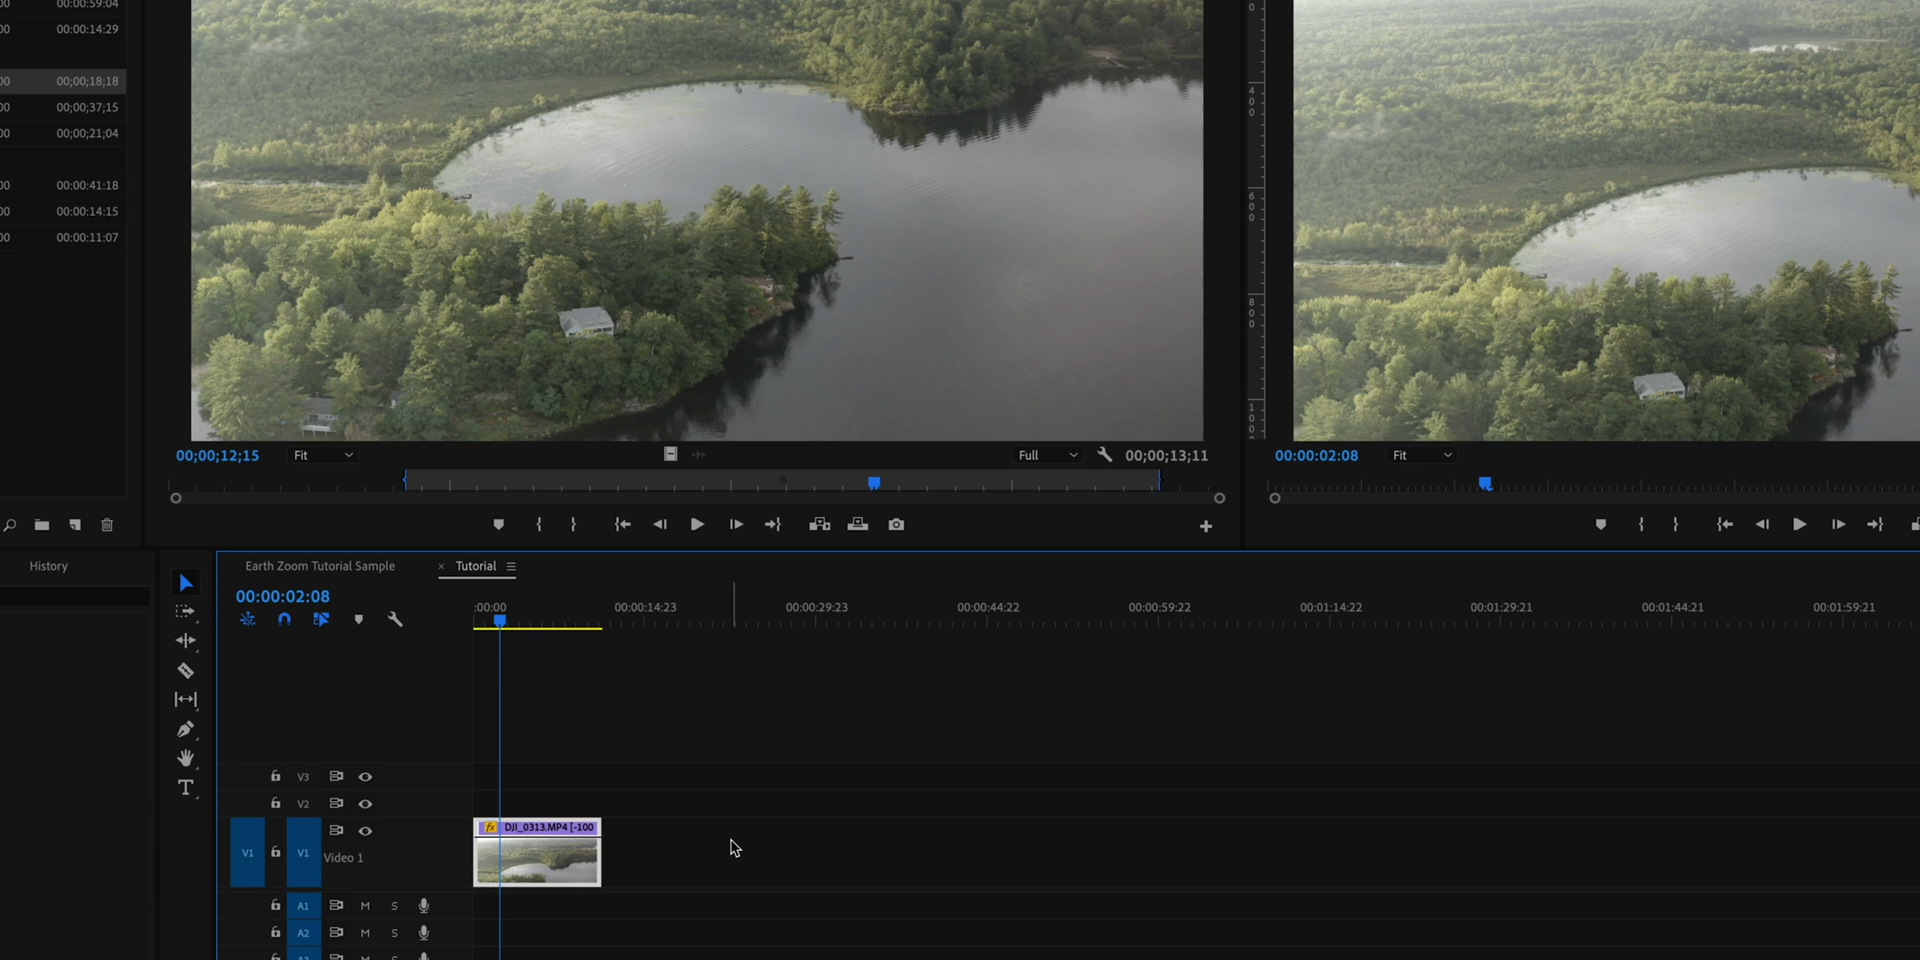 00:00:59:04
00:00:14:29
00;00;18;18
00;00;37;15
00;00;21;04
00:00:41:18
00:00:14:15
00:00:11:07
00;00;12;15 Fit Full 00;00;13;11
00:00:02:08 Fit
400
600
800
History
Earth Zoom Tutorial Sample × Tutorial
00:00:02:08
:00:00 00:00:14:23 00:00:29:23 00:00:44:22 00:00:59:22 00:01:14:22 00:01:29:21 00:01:44:21 00:01:59:21
V3
V2
fx DJI_0313.MP4 [-100
V1 V1 Video 1
A1 M S
A2 M S